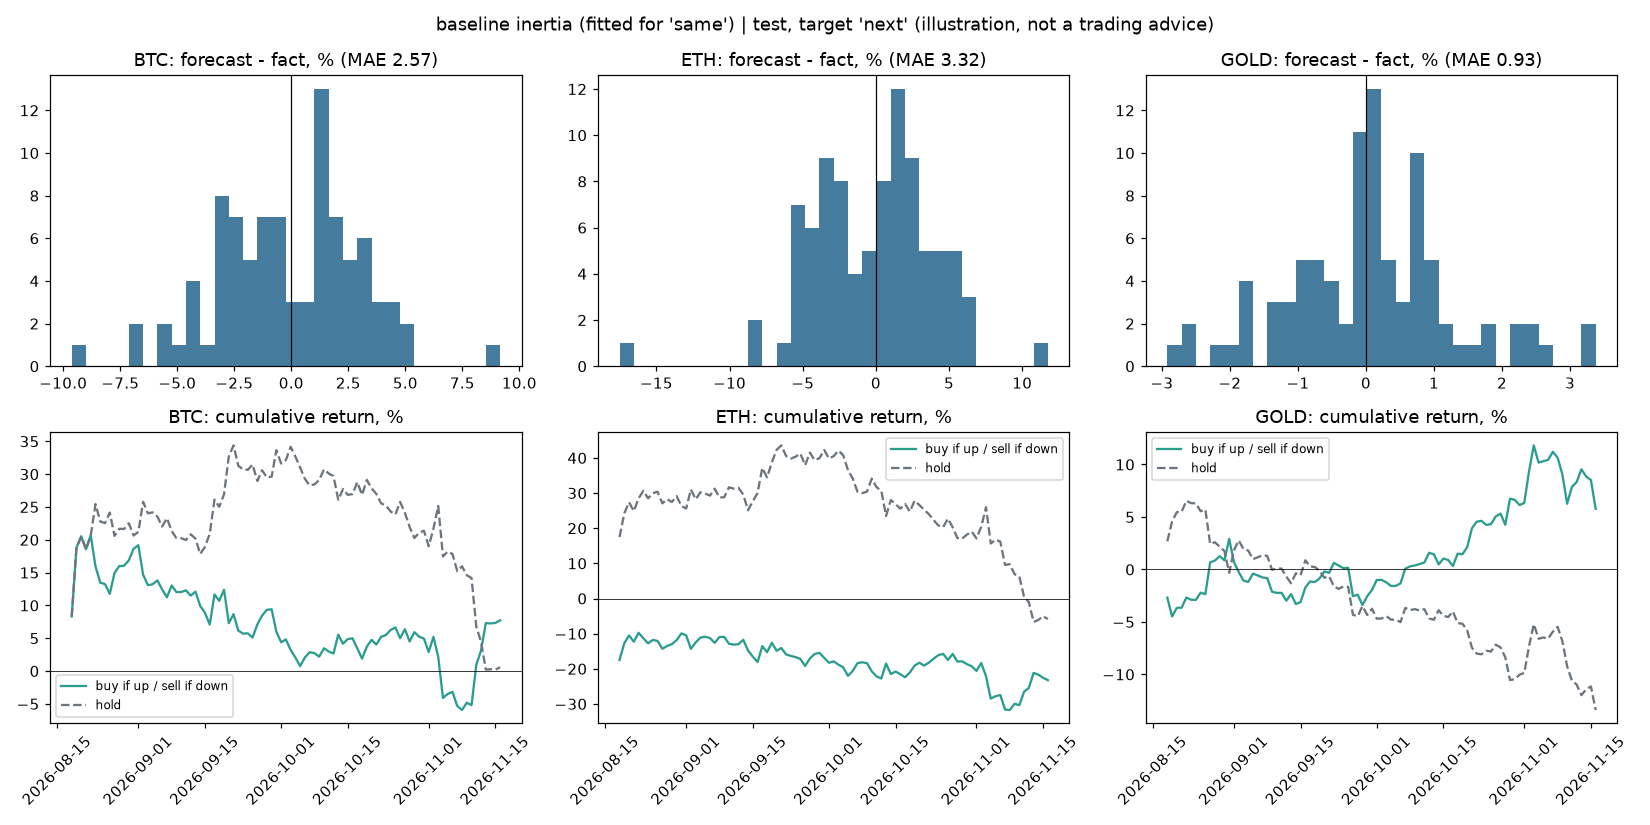 baseline inertia (fitted for 'same') | test, target 'next' (illustration, not a trading advice)
BTC: forecast - fact, % (MAE 2.57)
12
10
8
6
4
2
0
−10.0 −7.5 −5.0 −2.5 0.0 2.5 5.0 7.5 10.0
ETH: forecast - fact, % (MAE 3.32)
12
10
8
6
4
2
0
−15 −10 −5 0 5 10
GOLD: forecast - fact, % (MAE 0.93)
12
10
8
6
4
2
0
−3 −2 −1 0 1 2 3
BTC: cumulative return, %
35
30
25
20
15
10
5
0
−5
buy if up / sell if down
hold
2026-08-15 2026-09-01 2026-09-15 2026-10-01 2026-10-15 2026-11-01 2026-11-15
ETH: cumulative return, %
40
30
20
10
0
−10
−20
−30
buy if up / sell if down
hold
2026-08-15 2026-09-01 2026-09-15 2026-10-01 2026-10-15 2026-11-01 2026-11-15
GOLD: cumulative return, %
10
5
0
−5
−10
buy if up / sell if down
hold
2026-08-15 2026-09-01 2026-09-15 2026-10-01 2026-10-15 2026-11-01 2026-11-15